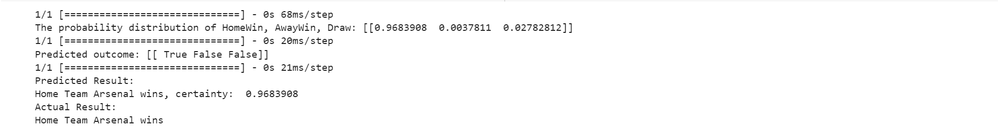 1/1 [==============================] - 0s 68ms/step
The probability distribution of HomeWin, AwayWin, Draw: [[0.9683908  0.0037811  0.02782812]]
1/1 [==============================] - 0s 20ms/step
Predicted outcome: [[ True False False]]
1/1 [==============================] - 0s 21ms/step
Predicted Result:
Home Team Arsenal wins, certainty:  0.9683908
Actual Result:
Home Team Arsenal wins